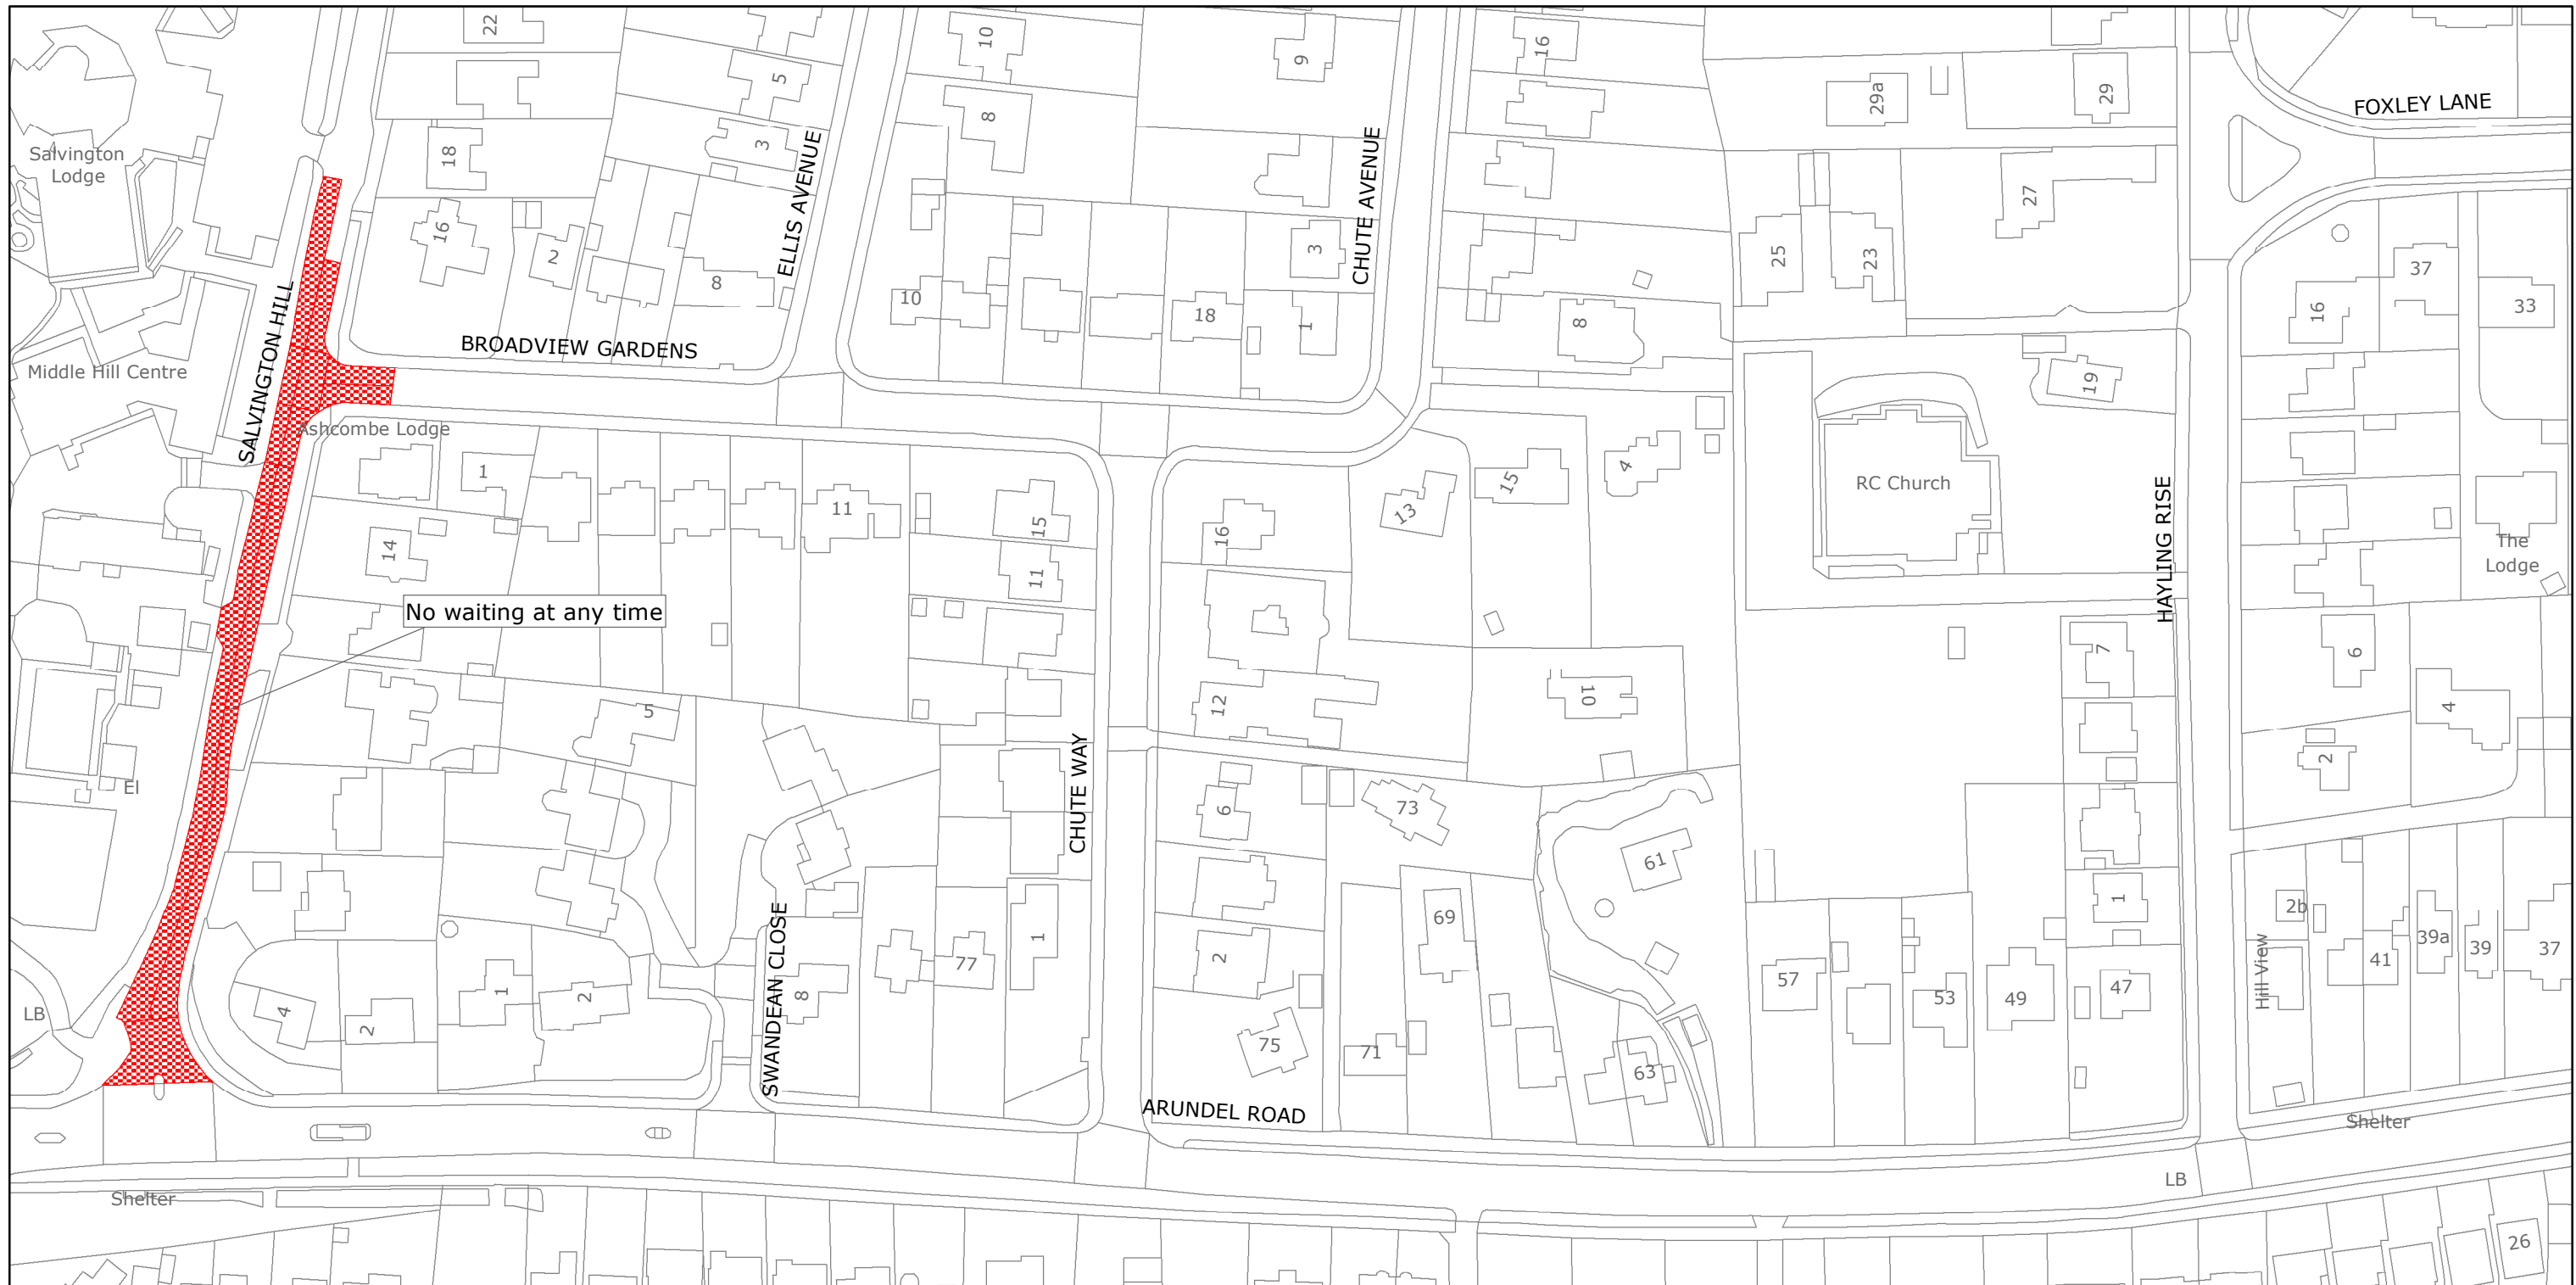 22
5
10
9
16
29a
29
FOXLEY LANE
Salvington
Lodge
18
3
8
ELLIS AVENUE
CHUTE AVENUE
27
16
2
8
3
25
23
37
10
18
1
8
16
33
SALVINGTON HILL
BROADVIEW GARDENS
Middle Hill Centre
19
Ashcombe Lodge
1
4
15
RC Church
HAYLING RISE
14
11
15
16
13
11
The
Lodge
No waiting at any time
7
6
5
12
10
4
El
CHUTE WAY
6
73
2
61
1
2b
69
39a
SWANDEAN CLOSE
1
77
2
41
39
37
Hill View
4
2
1
2
8
57
53
49
47
LB
75
71
63
ARUNDEL ROAD
Shelter
Shelter
LB
26